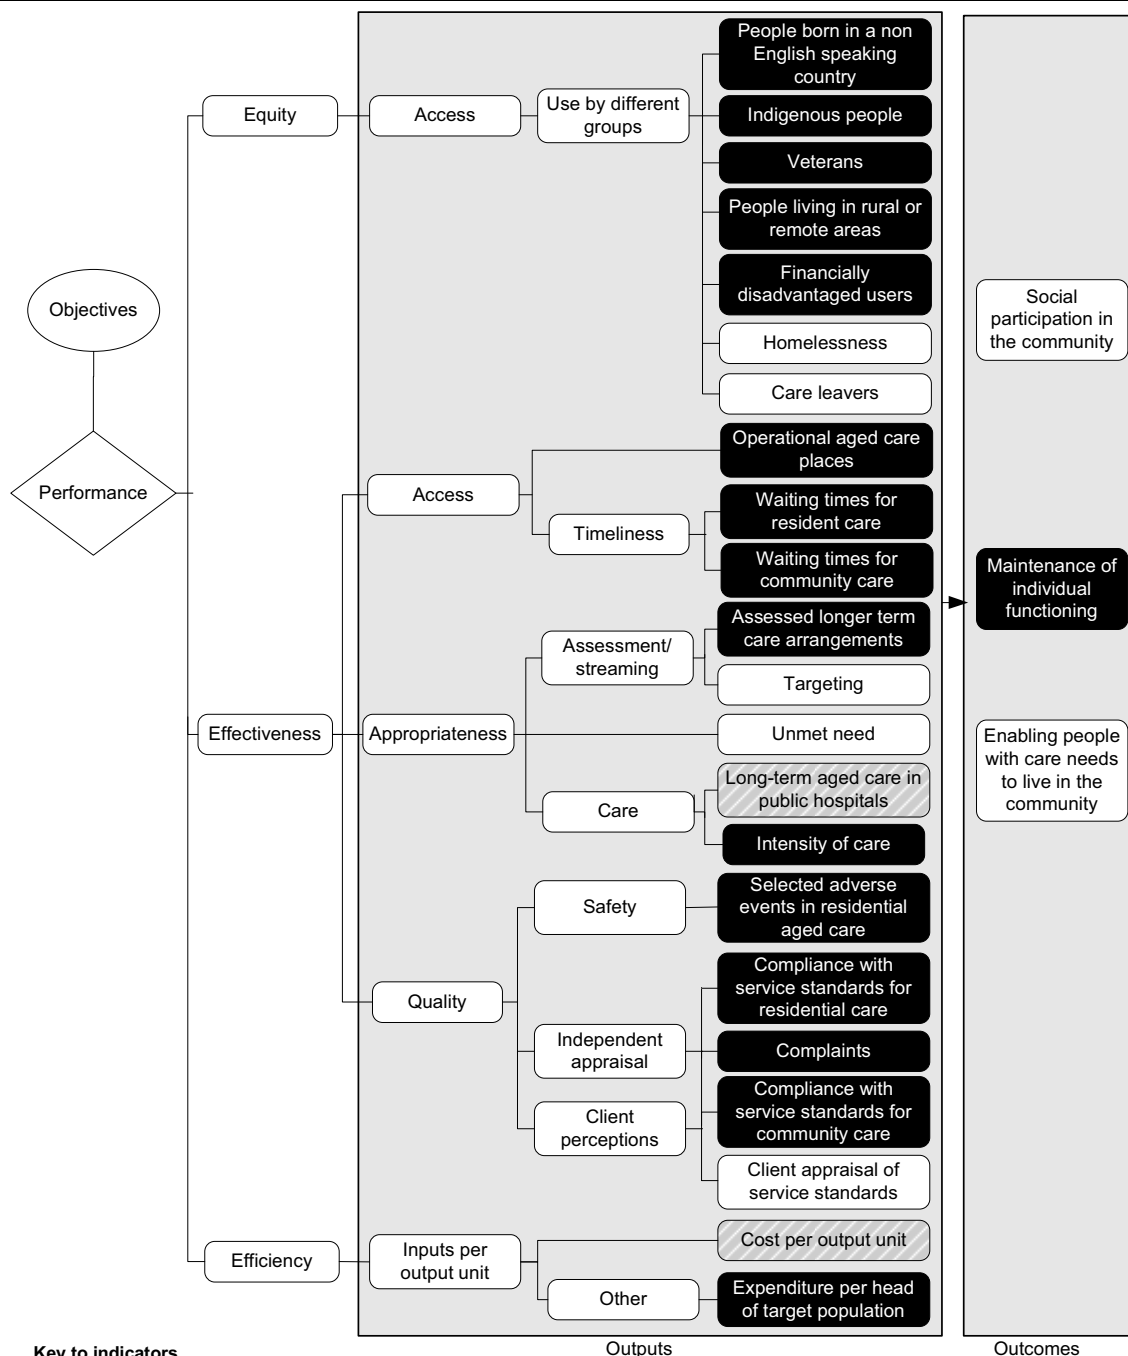 Objectives
Performance
Equity
Access
Use by different
groups
People born in a non
English speaking
country
Indigenous people
Veterans
People living in rural or
remote areas
Financially
disadvantaged users
Homelessness
Care leavers
Effectiveness
Access
Operational aged care
places
Timeliness
Waiting times for
resident care
Waiting times for
community care
Appropriateness
Assessment/
streaming
Assessed longer term
care arrangements
Targeting
Unmet need
Care
Long-term aged care in
public hospitals
Intensity of care
Quality
Safety
Selected adverse
events in residential
aged care
Independent
appraisal
Compliance with
service standards for
residential care
Complaints
Client
perceptions
Compliance with
service standards for
community care
Client appraisal of
service standards
Efficiency
Inputs per
output unit
Cost per output unit
Other
Expenditure per head
of target population
Social
participation in
the community
Maintenance of
individual
functioning
Enabling people
with care needs
to live in the
community
Key to indicators
Outputs
Outcomes